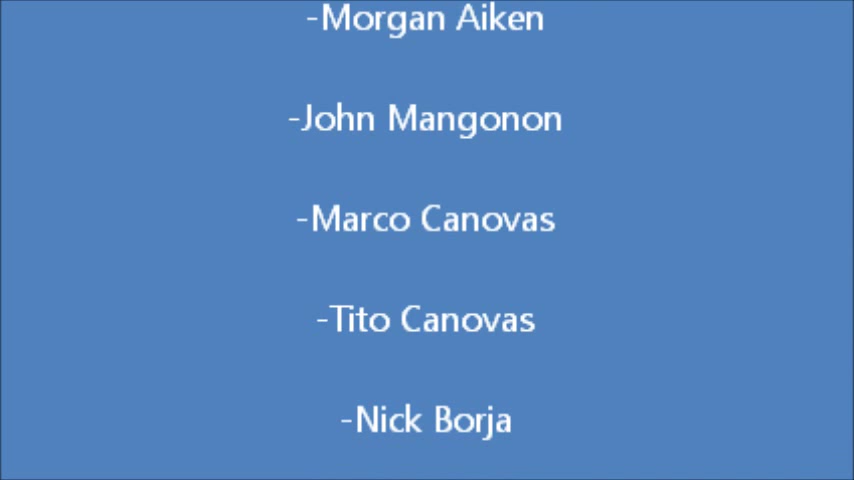 -Morgan Aiken
-John Mangonon
-Marco Canovas
-Tito Canovas
-Nick Borja